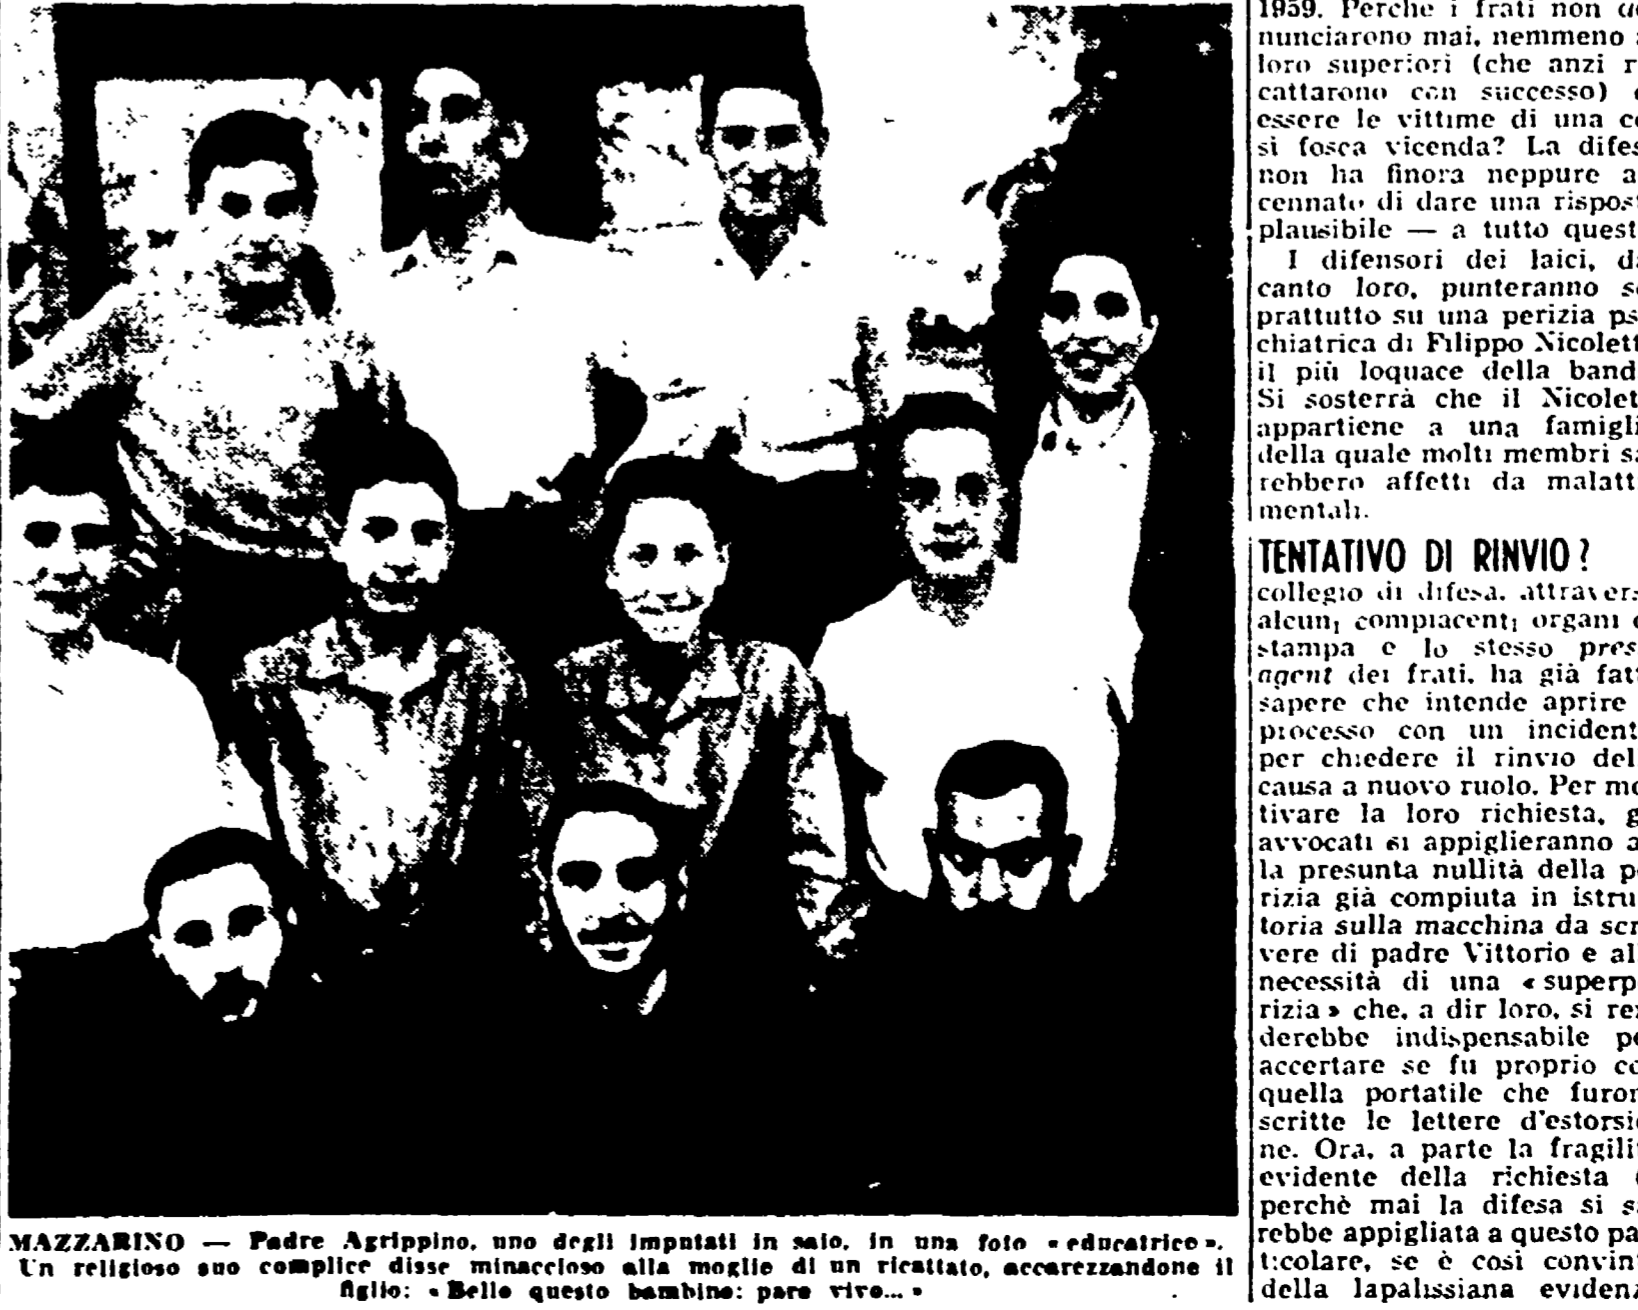 MAZZARINO — Padre Agrippino, uno degli imputati in saio, in una foto «educatrice».
Un religioso suo complice disse minaccioso alla moglie di un ricattato, accarezzandone il
figlio: «Bello questo bambino: pare vivo...»
1959. Perchè i frati non de
nunciarono mai, nemmeno a
loro superiori (che anzi r
cattarono con successo)
essere le vittime di una co
sì fosca vicenda? La difes
non ha finora neppure a
cennato di dare una rispost
plausibile — a tutto quest
I difensori dei laici, da
canto loro, punteranno so
prattutto su una perizia ps
chiatrica di Filippo Nicolett
il più loquace della band
Si sosterrà che il Nicolet
appartiene a una famigli
della quale molti membri sa
rebbero affetti da malatt
mentali.
TENTATIVO DI RINVIO?
collegio di difesa, attravers
alcuni compiacenti organi d
stampa e lo stesso pres
agent dei frati, ha già fatt
sapere che intende aprire
processo con un incident
per chiedere il rinvio dell
causa a nuovo ruolo. Per mo
tivare la loro richiesta, g
avvocati si appiglieranno a
la presunta nullità della pe
rizia già compiuta in istru
toria sulla macchina da scri
vere di padre Vittorio e al
necessità di una «superp
rizia» che, a dir loro, si re
derebbe indispensabile pe
accertare se fu proprio co
quella portatile che furon
scritte le lettere d'estorsi
ne. Ora, a parte la fragilit
evidente della richiesta (
perchè mai la difesa si sa
rebbe appigliata a questo pa
ticolare, se è così convin
della lapalissiana evidenz